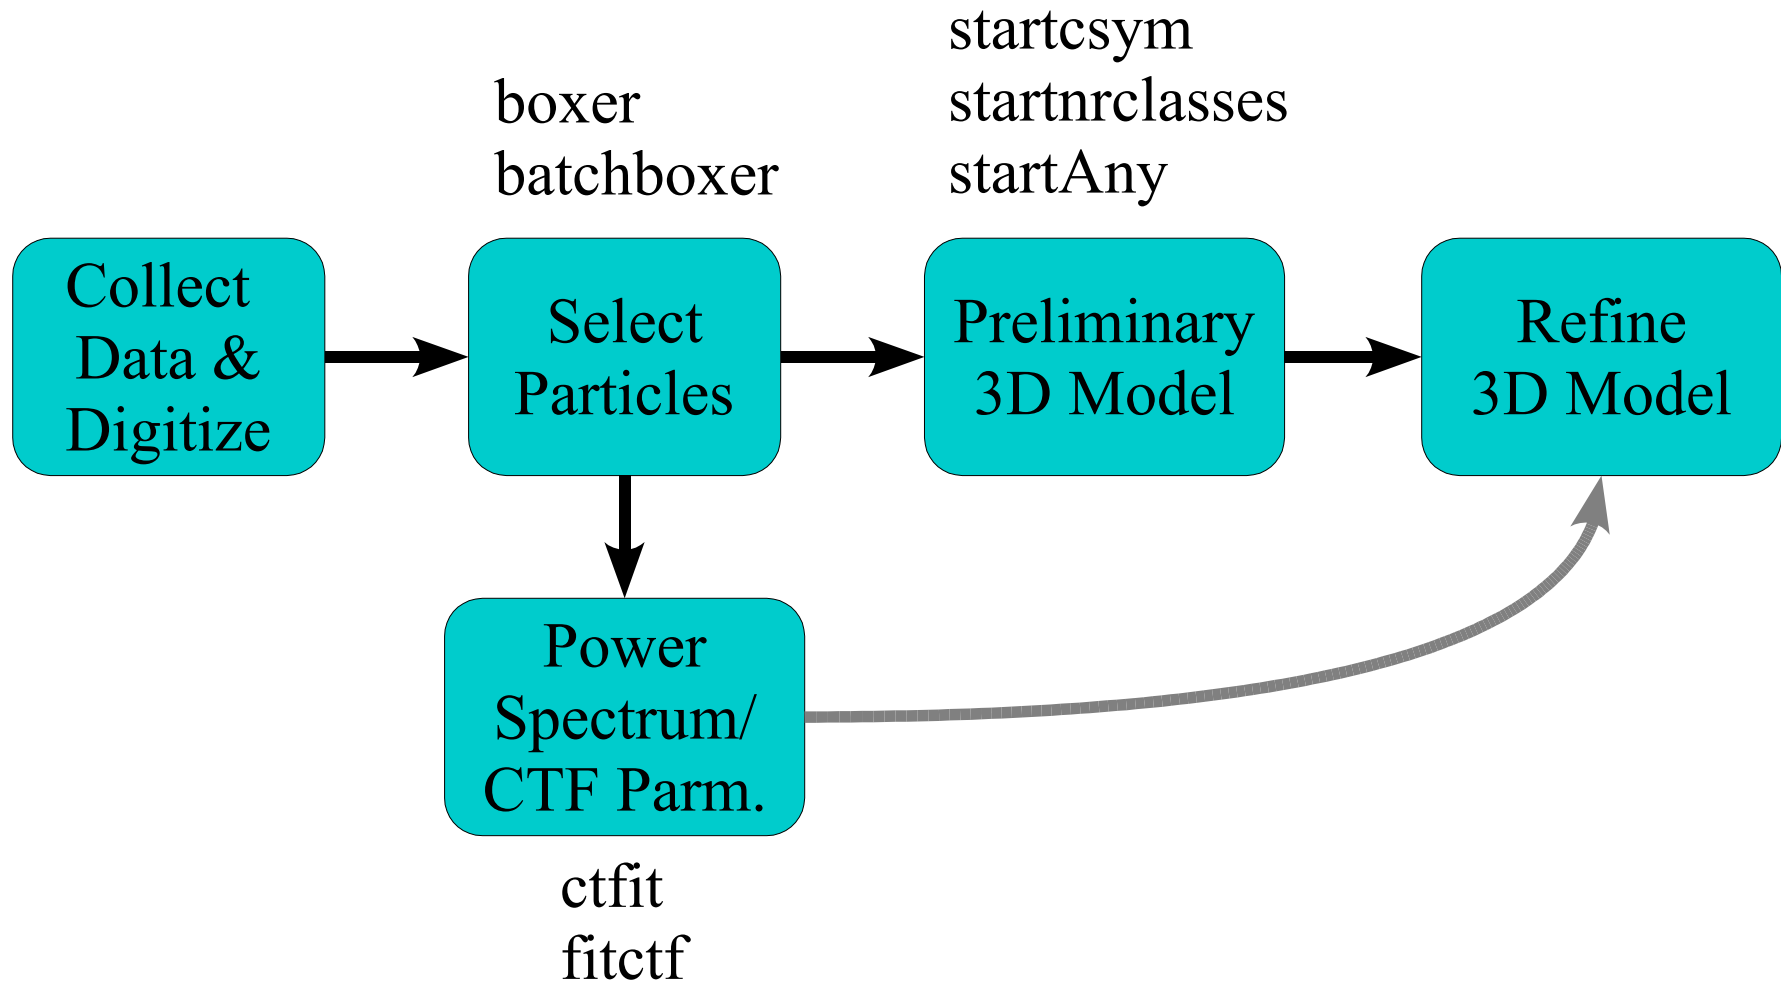 startcsym
startnrclasses
startAny
boxer
batchboxer
Collect
Data &
Digitize
Select
Particles
Preliminary
3D Model
Refine
3D Model
Power
Spectrum/
CTF Parm.
ctfit
fitctf